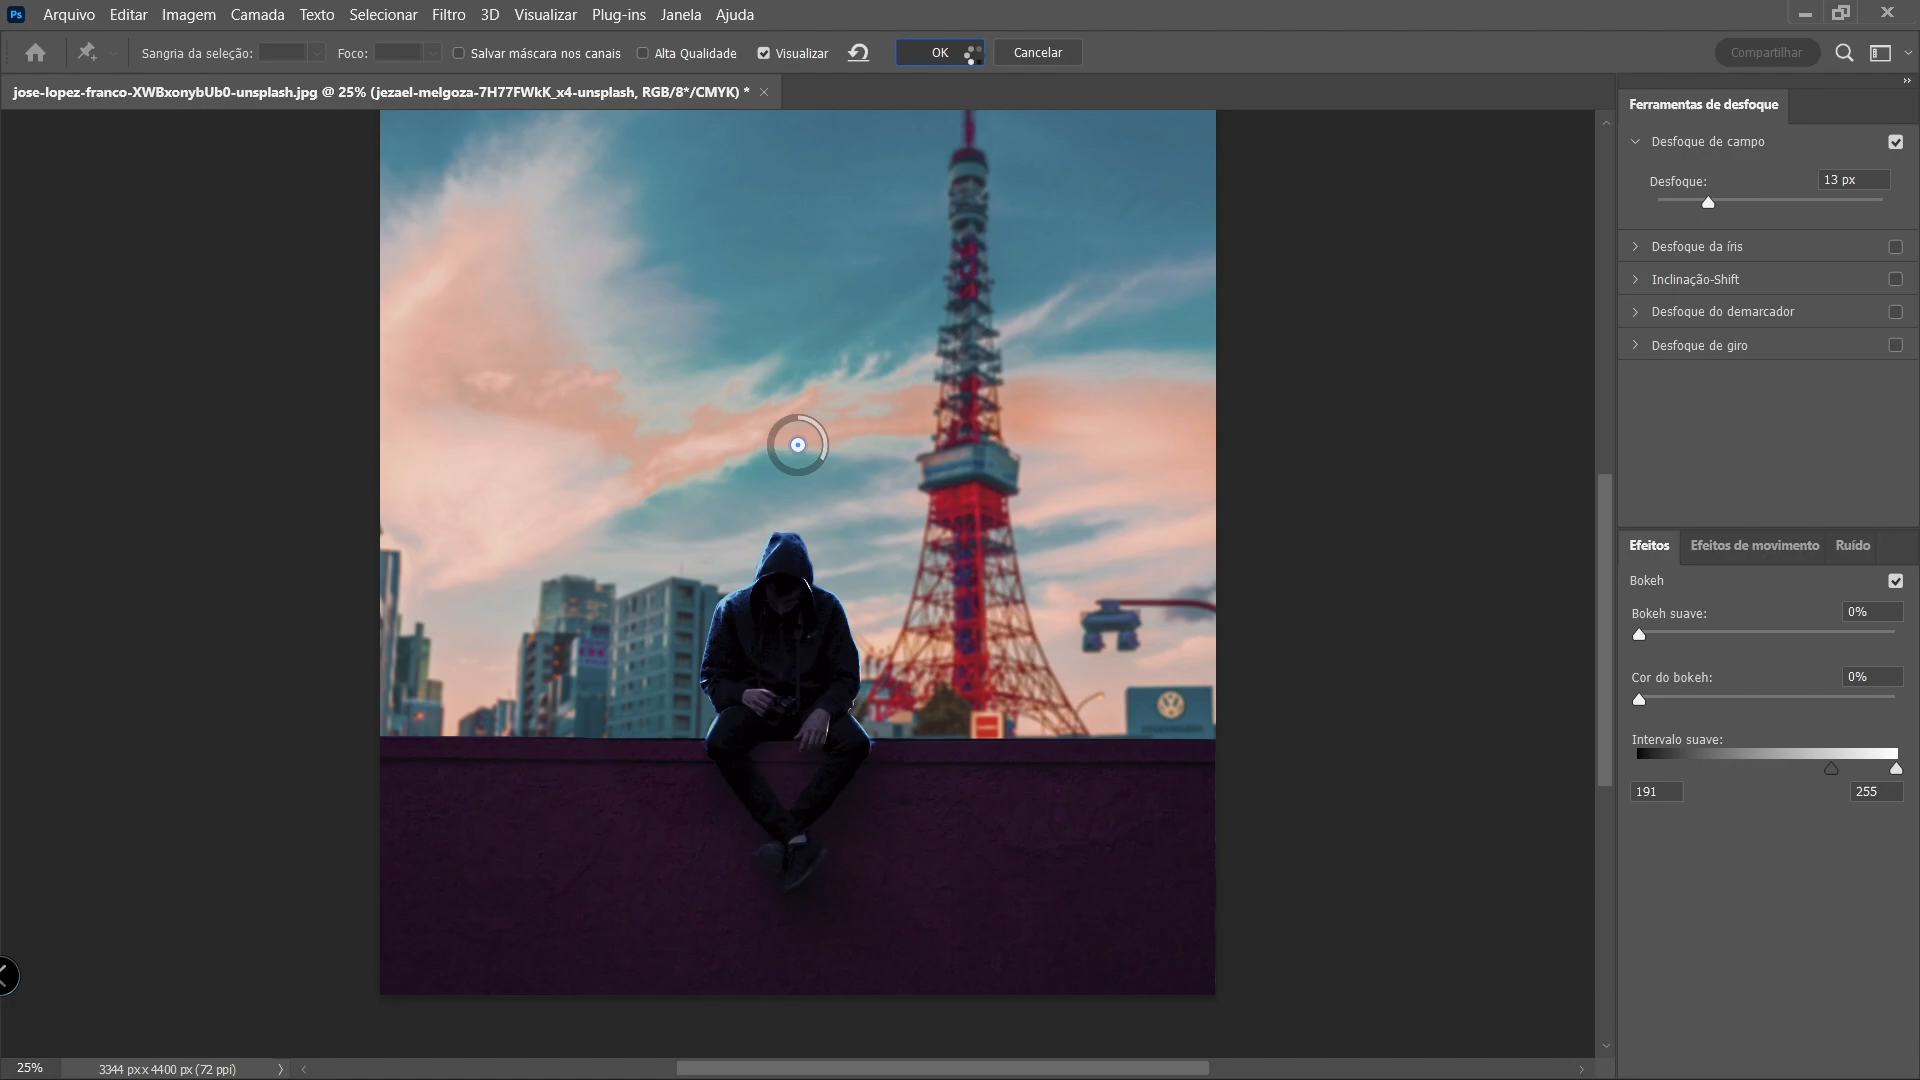 Ps Arquivo Editar Imagem Camada Texto Selecionar Filtro 3D Visualizar Plug-ins Janela Ajuda
Sangria da seleção: Foco: Salvar máscara nos canais Alta Qualidade Visualizar OK Cancelar Compartilhar
jose-lopez-franco-XWBxonybUb0-unsplash.jpg @ 25% (jezael-melgoza-7H77FWkK_x4-unsplash, RGB/8*/CMYK) *
Ferramentas de desfoque
Desfoque de campo
Desfoque: 13 px
Desfoque da íris
Inclinação-Shift
Desfoque do demarcador
Desfoque de giro
Efeitos Efeitos de movimento Ruído
Bokeh
Bokeh suave: 0%
Cor do bokeh: 0%
Intervalo suave:
191 255
25% 3344 px x 4400 px (72 ppi)